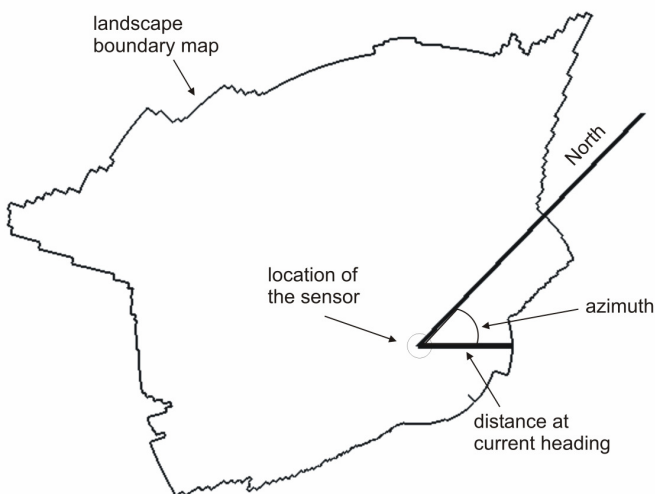 landscape
boundary map
North
location of
the sensor
azimuth
distance at
current heading